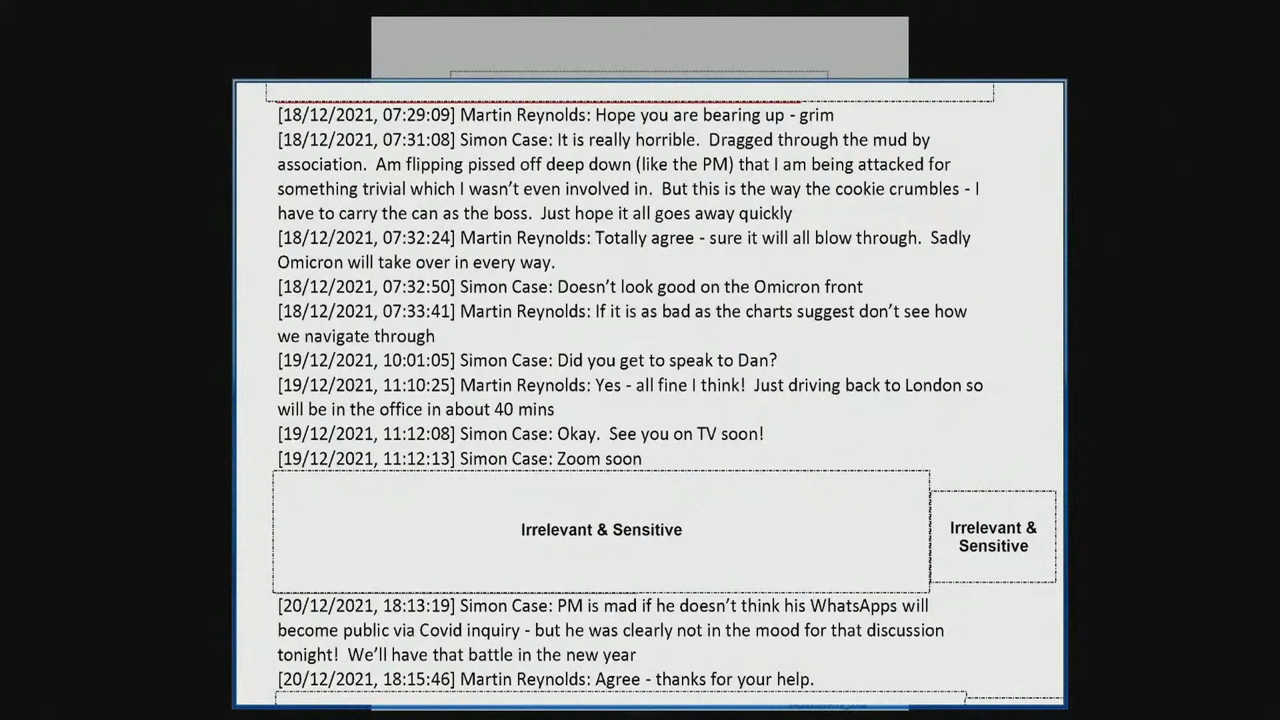 [18/12/2021, 07:29:09] Martin Reynolds: Hope you are bearing up - grim
[18/12/2021, 07:31:08] Simon Case: It is really horrible.  Dragged through the mud by
association.  Am flipping pissed off deep down (like the PM) that I am being attacked for
something trivial which I wasn't even involved in.  But this is the way the cookie crumbles - I
have to carry the can as the boss.  Just hope it all goes away quickly
[18/12/2021, 07:32:24] Martin Reynolds: Totally agree - sure it will all blow through.  Sadly
Omicron will take over in every way.
[18/12/2021, 07:32:50] Simon Case: Doesn't look good on the Omicron front
[18/12/2021, 07:33:41] Martin Reynolds: If it is as bad as the charts suggest don't see how
we navigate through
[19/12/2021, 10:01:05] Simon Case: Did you get to speak to Dan?
[19/12/2021, 11:10:25] Martin Reynolds: Yes - all fine I think!  Just driving back to London so
will be in the office in about 40 mins
[19/12/2021, 11:12:08] Simon Case: Okay.  See you on TV soon!
[19/12/2021, 11:12:13] Simon Case: Zoom soon
Irrelevant & Sensitive
Irrelevant &
Sensitive
[20/12/2021, 18:13:19] Simon Case: PM is mad if he doesn't think his WhatsApps will
become public via Covid inquiry - but he was clearly not in the mood for that discussion
tonight!  We'll have that battle in the new year
[20/12/2021, 18:15:46] Martin Reynolds: Agree - thanks for your help.